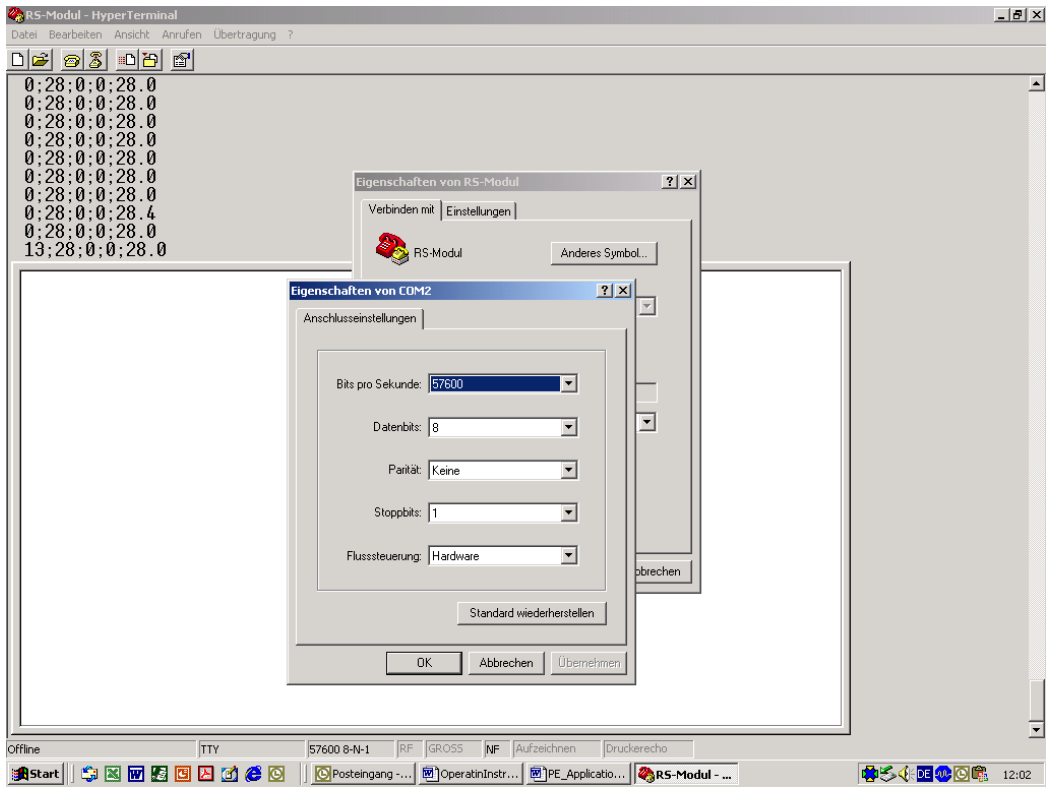 RS-Modul - HyperTerminal
Datei Bearbeiten Ansicht Anrufen Übertragung ?
0;28;0;0;28.0
0;28;0;0;28.0
0;28;0;0;28.0
0;28;0;0;28.0
0;28;0;0;28.0
0;28;0;0;28.0
0;28;0;0;28.0
0;28;0;0;28.4
0;28;0;0;28.0
13;28;0;0;28.0
Eigenschaften von RS-Modul
Verbinden mit Einstellungen
RS-Modul Anderes Symbol...
Eigenschaften von COM2
Anschlusseinstellungen
Bits pro Sekunde: 57600
Datenbits: 8
Parität: Keine
Stoppbits: 1
Flusssteuerung: Hardware
bbrechen
Standard wiederherstellen
OK Abbrechen Übernehmen
Offline TTY 57600 8-N-1 RF GROSS NF Aufzeichnen Druckerecho
Start Posteingang -... OperatinInstr... PE_Applicatio... RS-Modul - ... DE 12:02